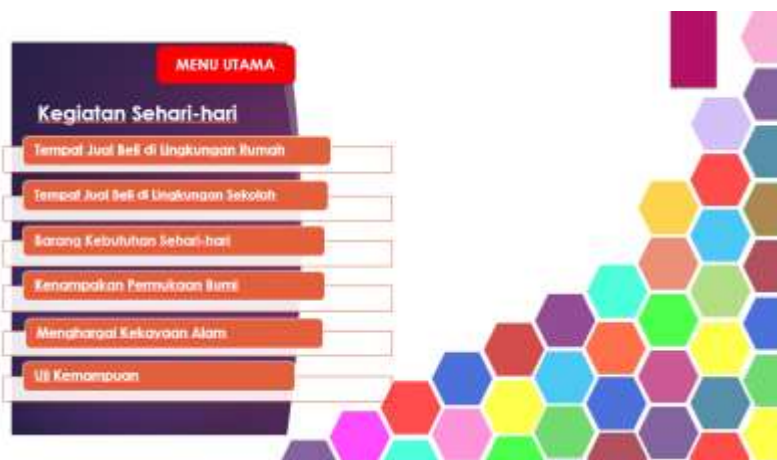 MENU UTAMA
Kegiatan Sehari-hari
Tempat Jual Beli di Lingkungan Rumah
Tempat Jual Beli di Lingkungan Sekolah
Barang Kebutuhan Sehari-hari
Kenampakan Permukaan Bumi
Menghargai Kekayaan Alam
Uji Kemampuan